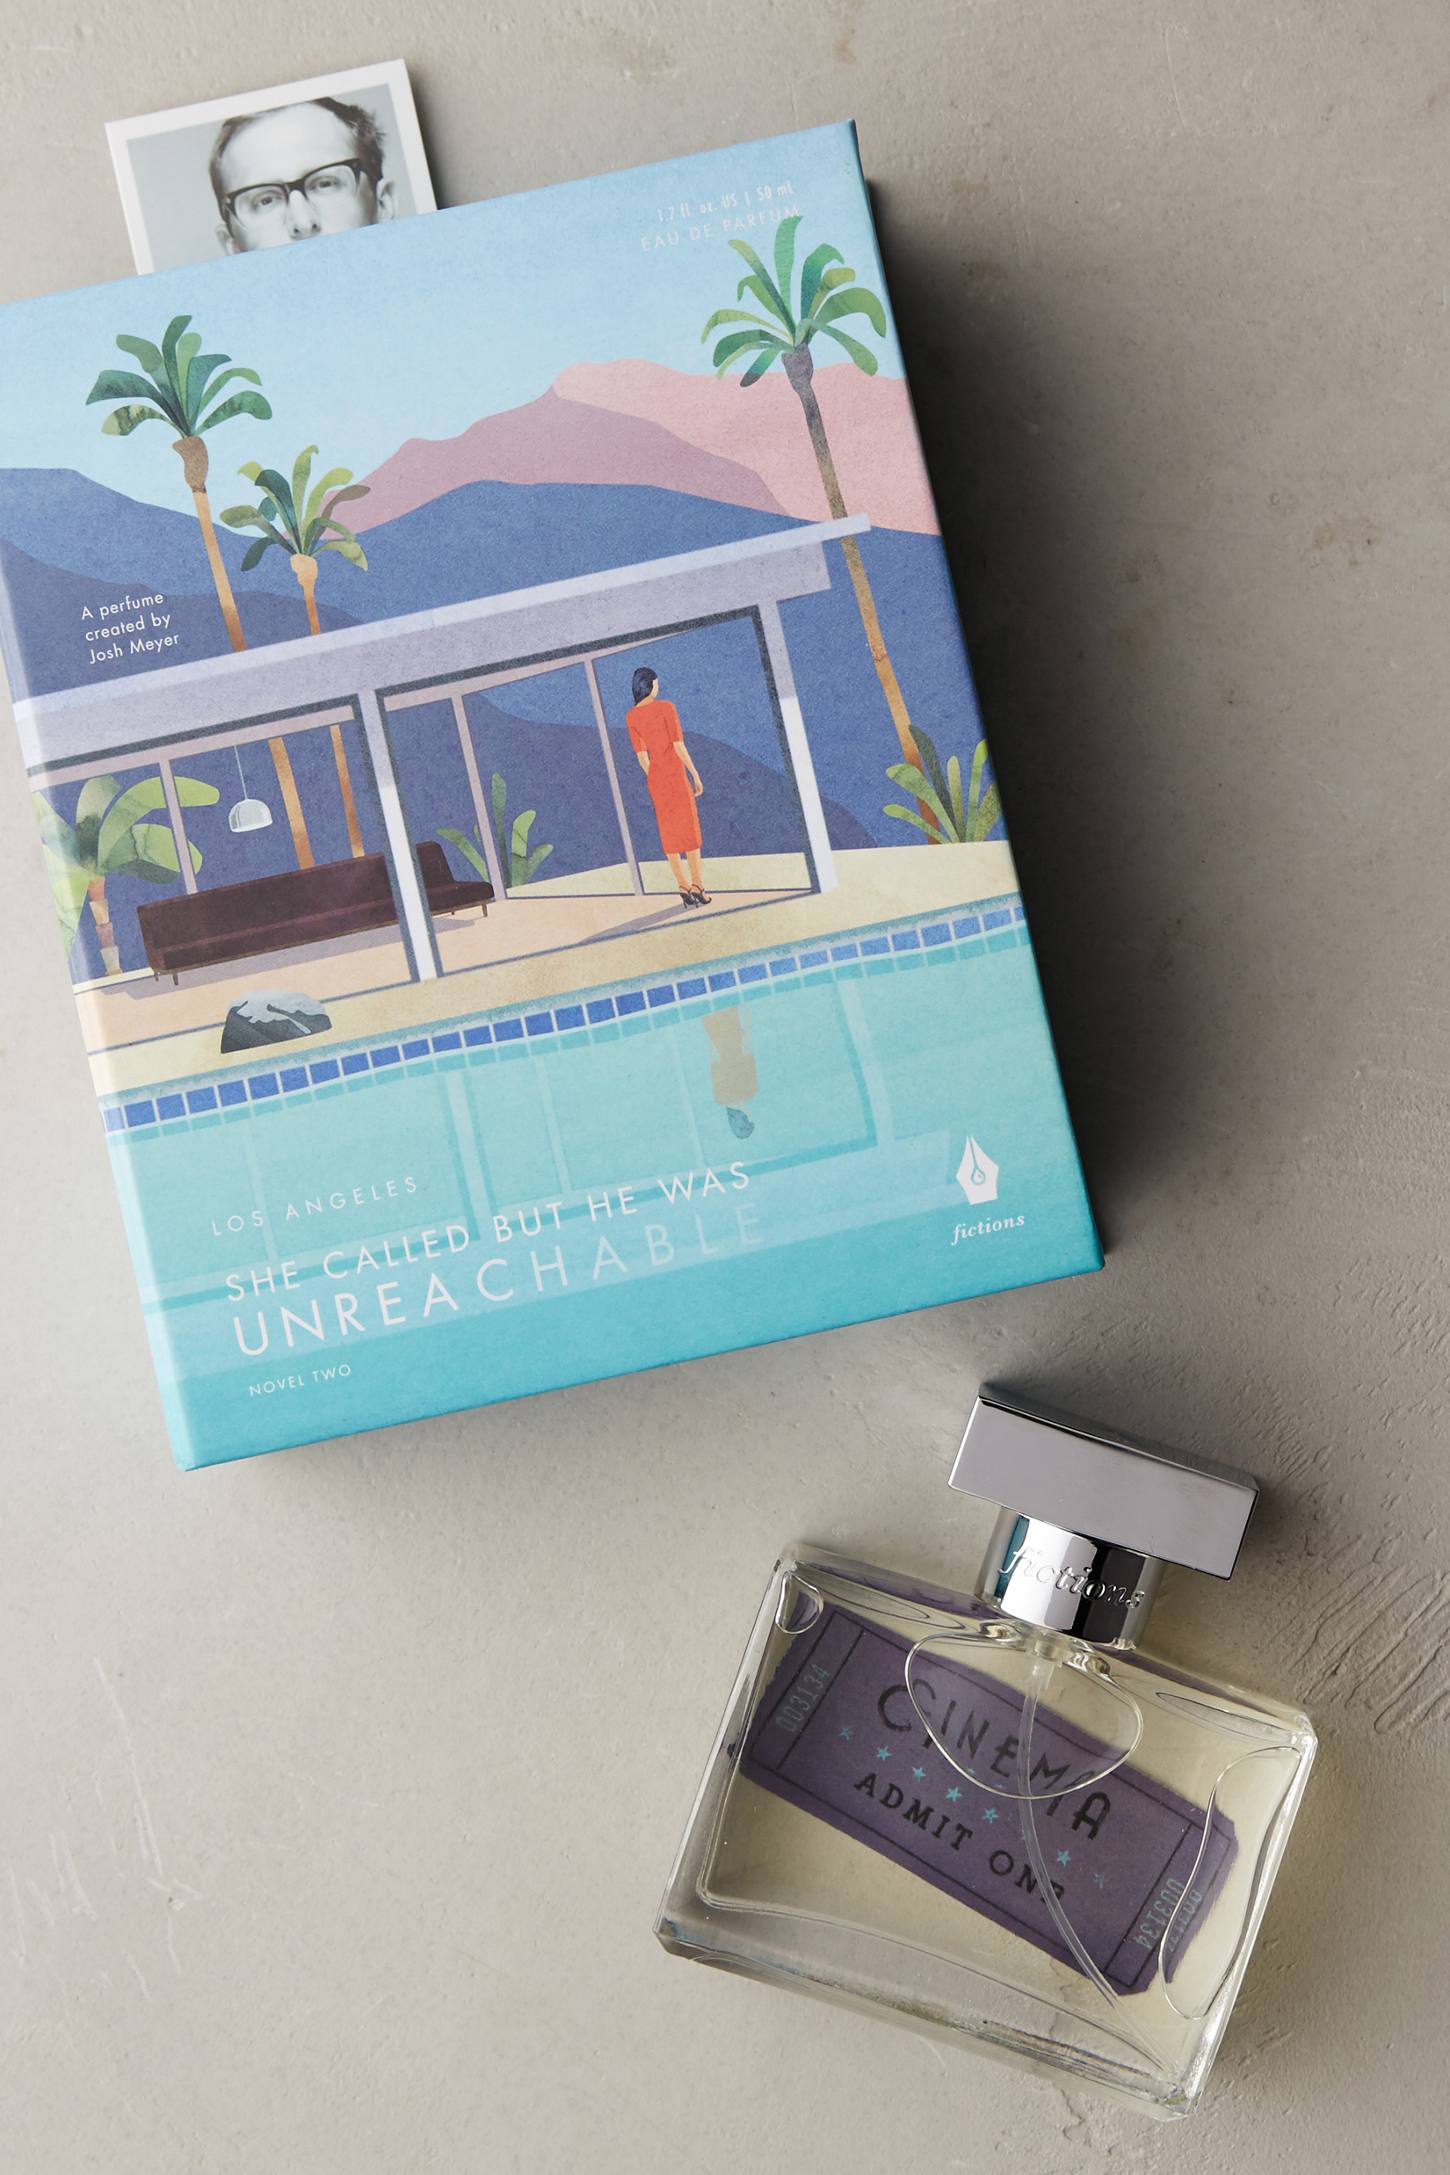 1.7 fl. oz. US | 50 mL
EAU DE PARFUM
A perfume
created by
Josh Meyer
LOS ANGELES
SHE CALLED BUT HE WAS
UNREACHABLE
NOVEL TWO
fictions
fictions
003134
CINEMA
ADMIT ONE
003134